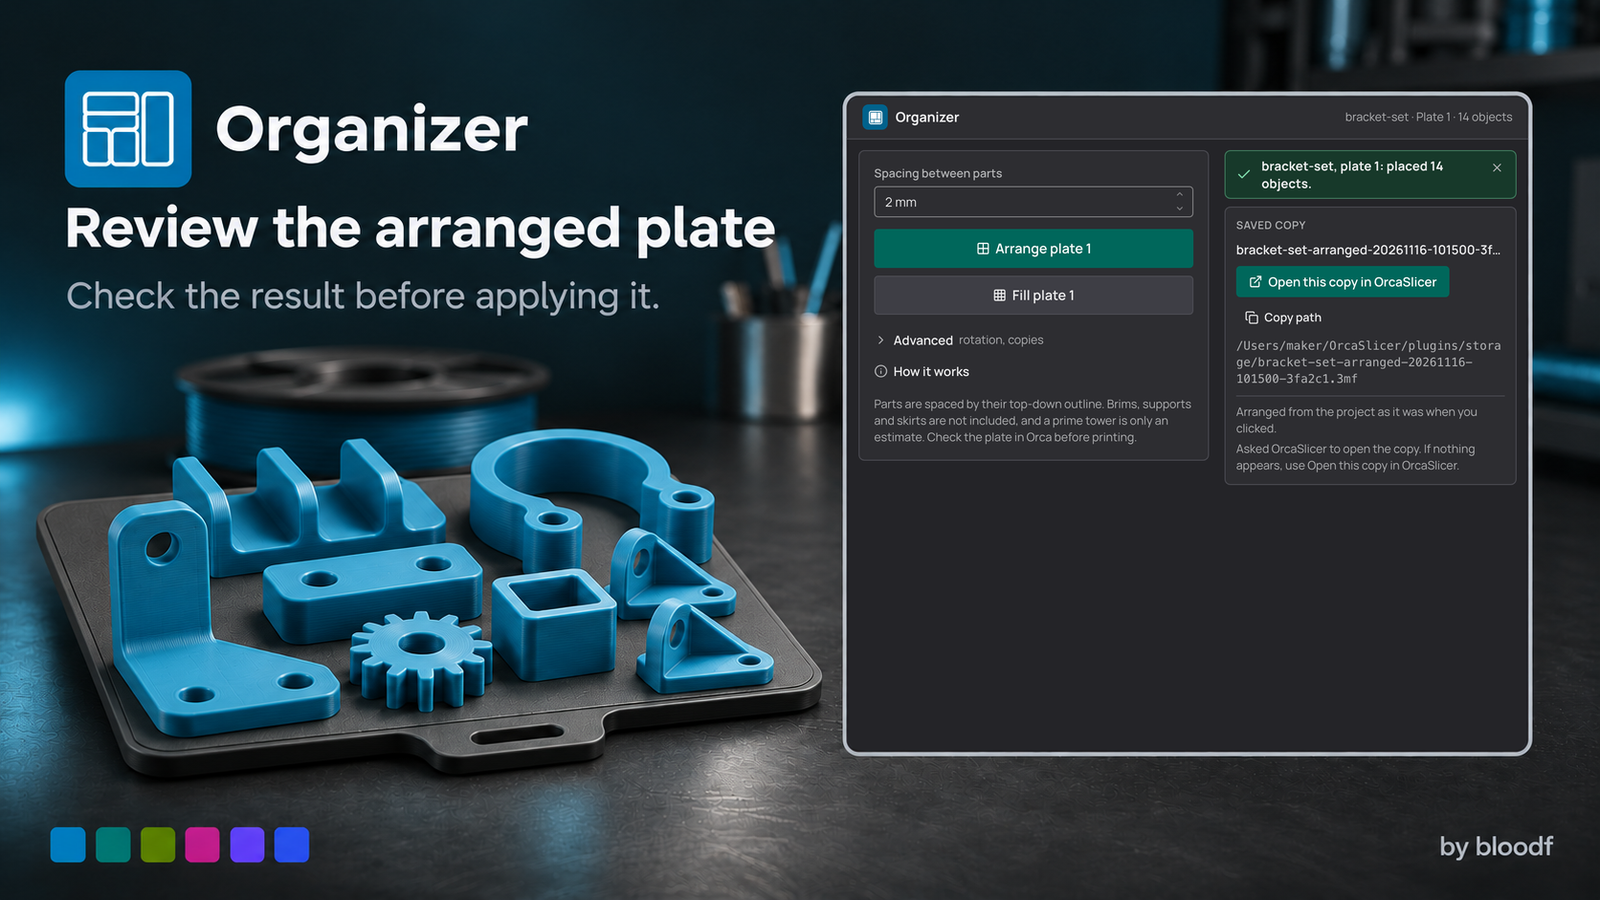 Organizer
Review the arranged plate
Check the result before applying it.
Organizer
bracket-set · Plate 1 · 14 objects
Spacing between parts
2 mm
Arrange plate 1
Fill plate 1
Advanced rotation, copies
How it works
Parts are spaced by their top-down outline. Brims, supports
and skirts are not included, and a prime tower is only an
estimate. Check the plate in Orca before printing.
bracket-set, plate 1: placed 14
objects.
SAVED COPY
bracket-set-arranged-20261116-101500-3f…
Open this copy in OrcaSlicer
Copy path
/Users/maker/OrcaSlicer/plugins/stora
ge/bracket-set-arranged-20261116-
101500-3fa2c1.3mf
Arranged from the project as it was when you
clicked.
Asked OrcaSlicer to open the copy. If nothing
appears, use Open this copy in OrcaSlicer.
by bloodf